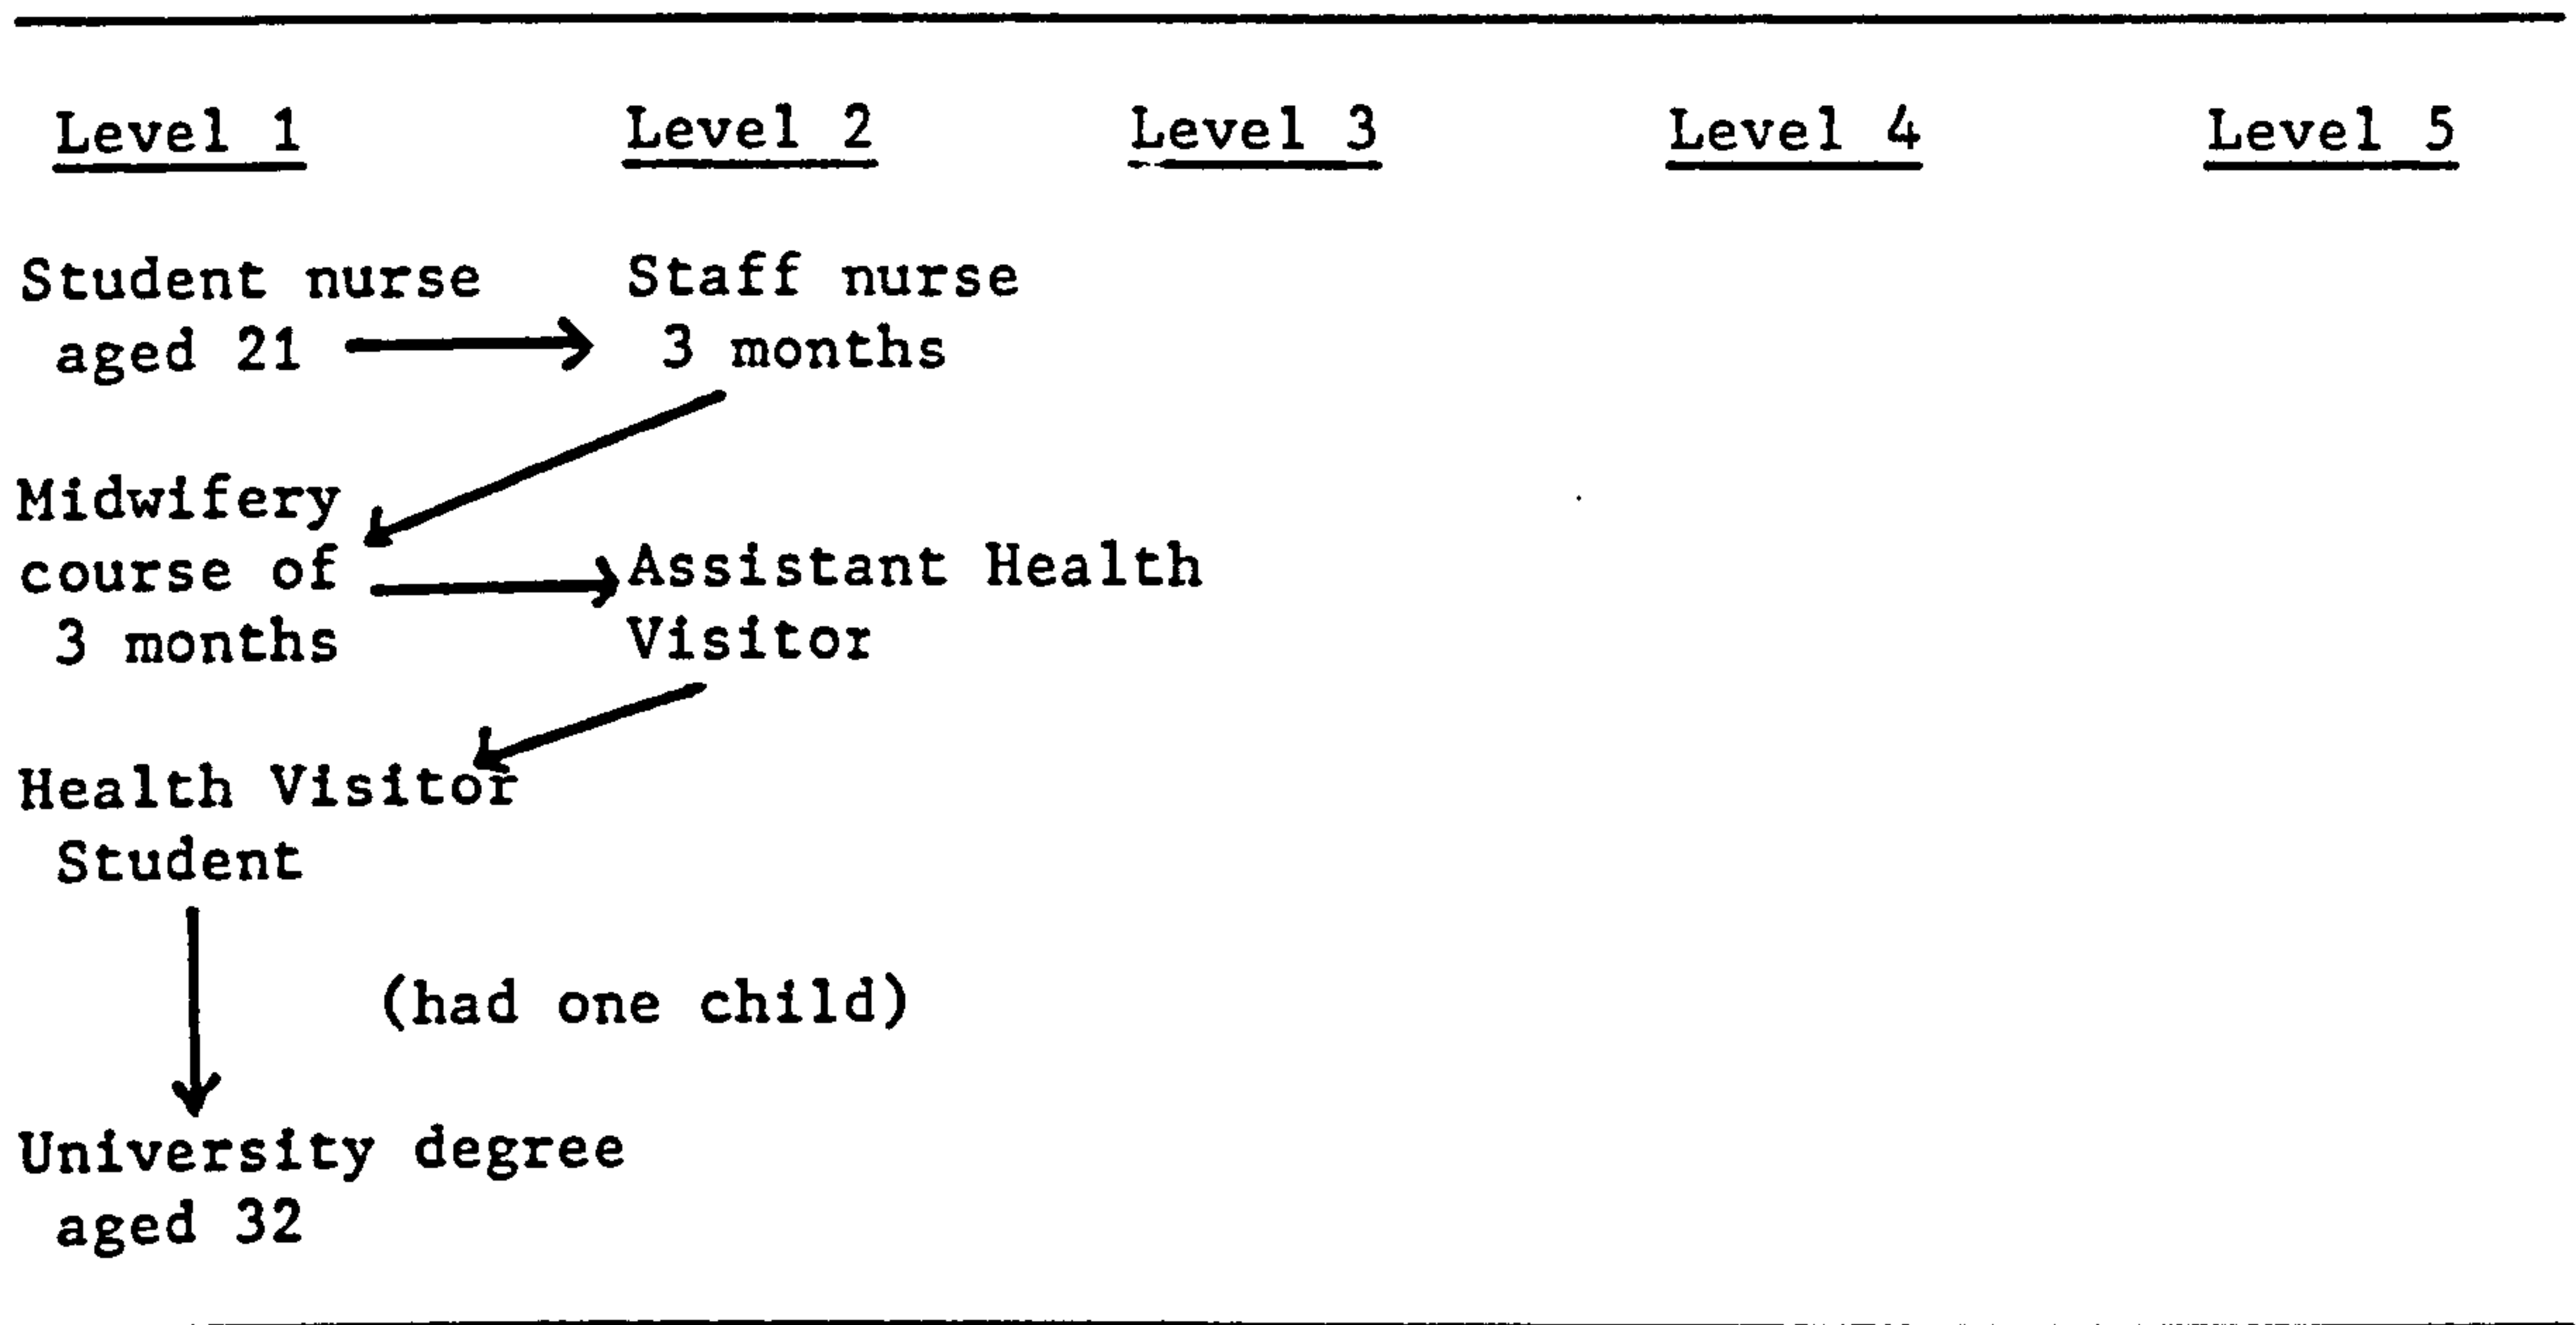 Level 1 Level 2 Level 3 Level 4 Level 5
Student nurse Staff nurse
aged 21 3 months
Midwifery
course of Assistant Health
3 months Visitor
Health Visitor
Student
(had one child)
University degree
aged 32